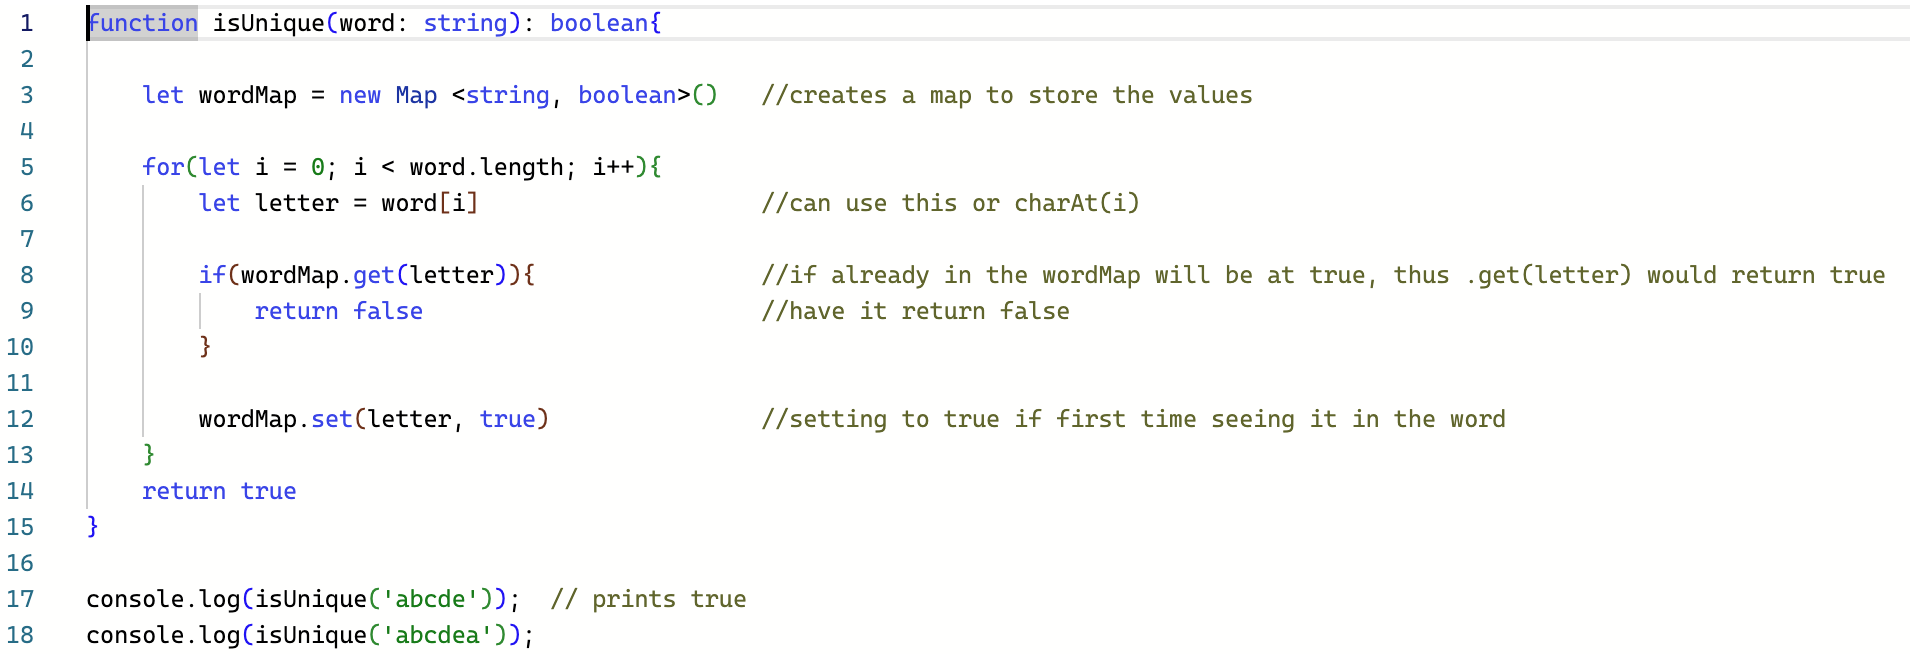 1 function isUnique(word: string): boolean{
2
3 let wordMap = new Map <string, boolean>() //creates a map to store the values
4
5 for(let i = 0; i < word.length; i++){
6 let letter = word[i] //can use this or charAt(i)
7
8 if(wordMap.get(letter)){ //if already in the wordMap will be at true, thus .get(letter) would return true
9 return false //have it return false
10 }
11
12 wordMap.set(letter, true) //setting to true if first time seeing it in the word
13 }
14 return true
15 }
16
17 console.log(isUnique('abcde')); // prints true
18 console.log(isUnique('abcdea'));